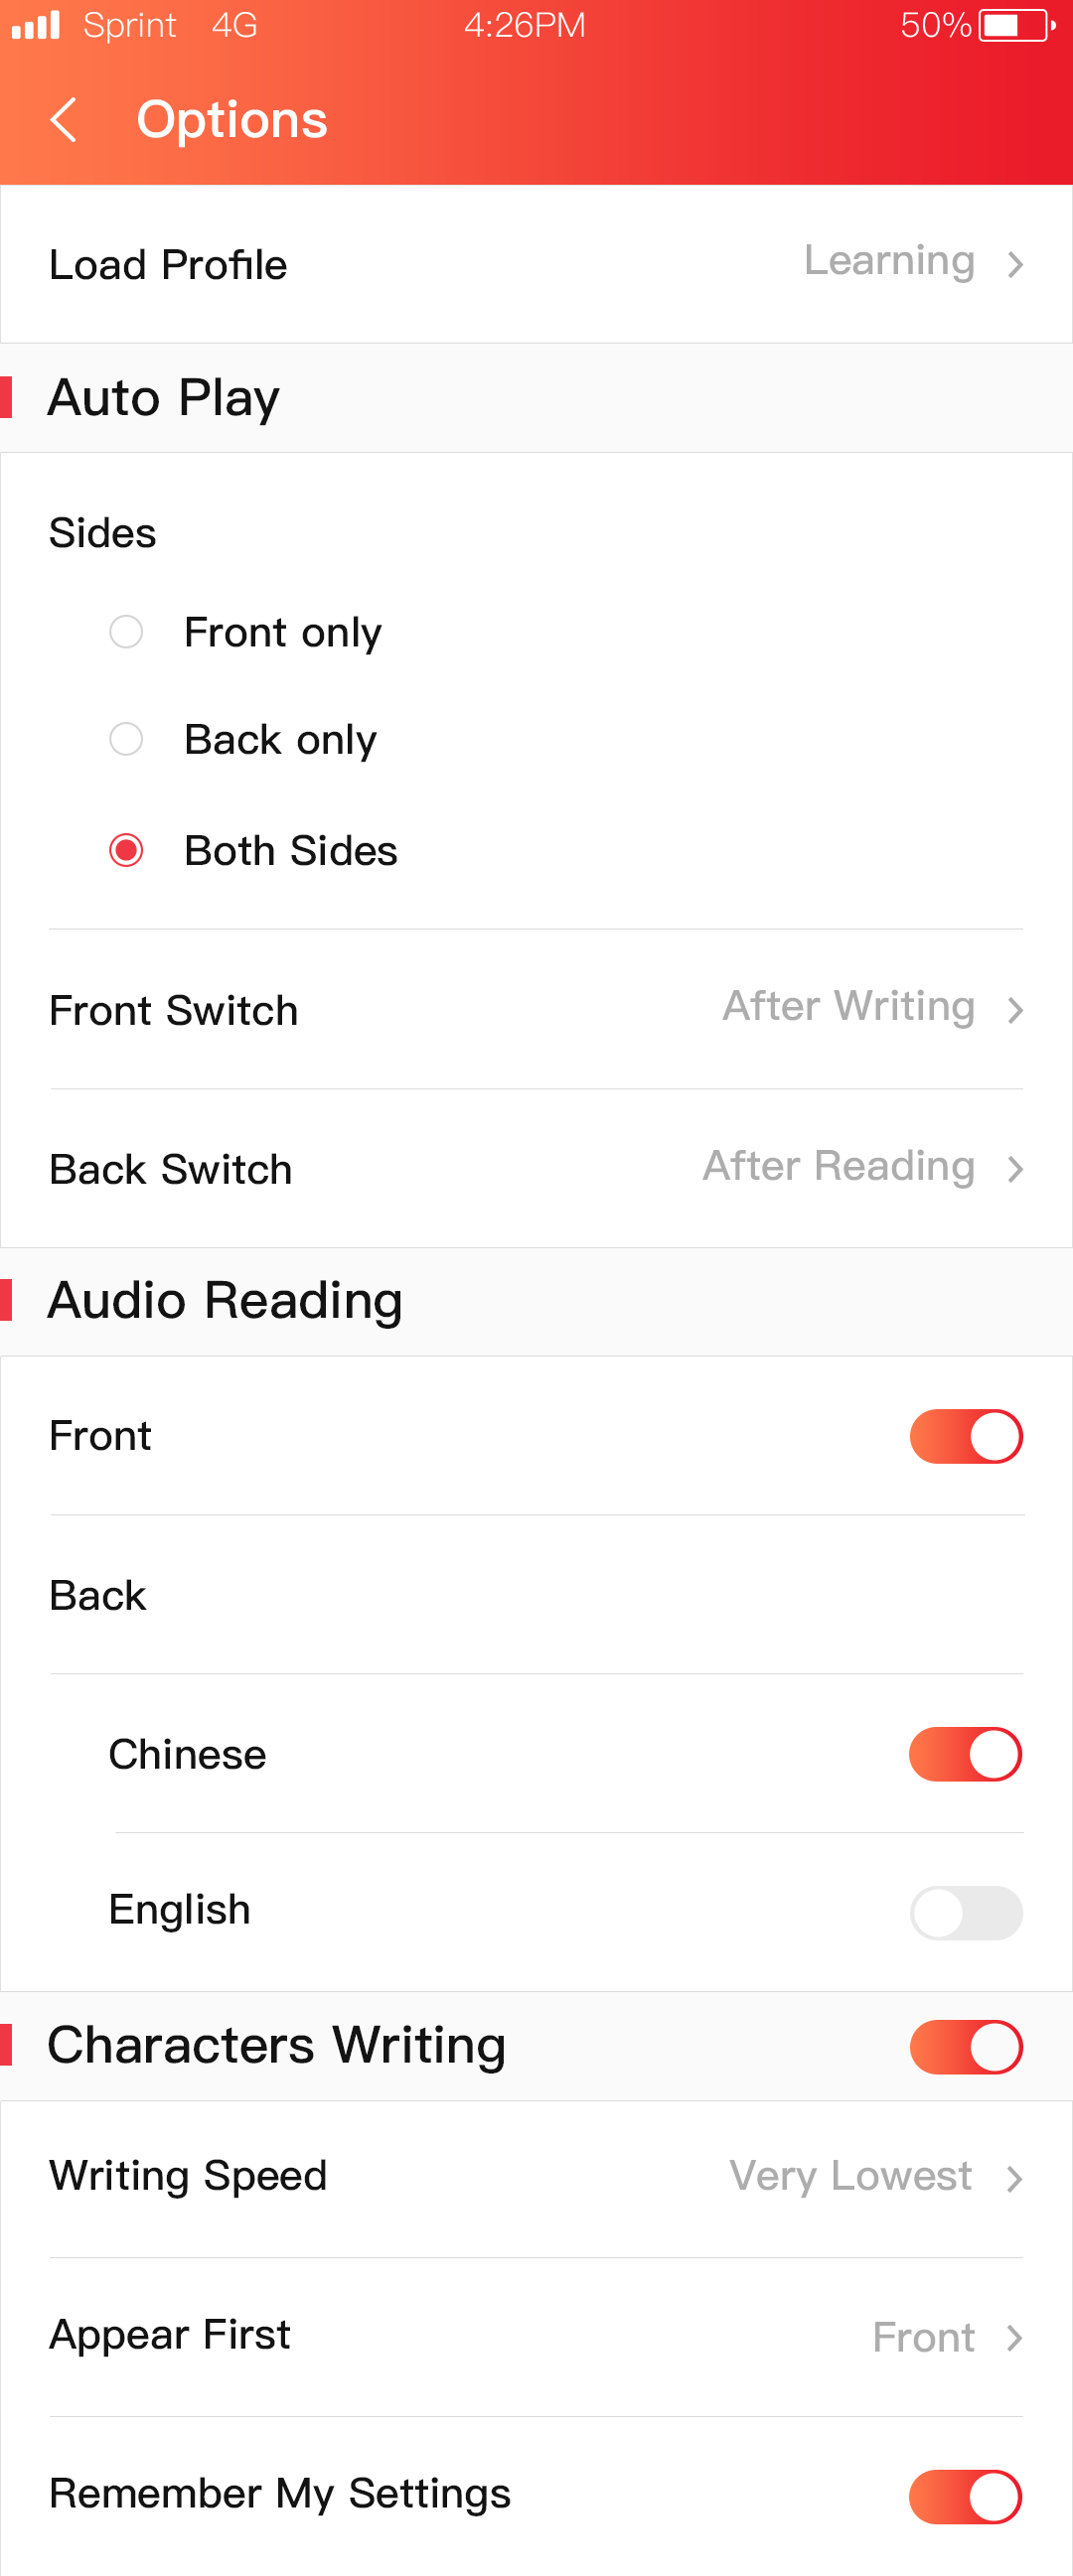 Sprint 4G 4:26PM 50%
Options
Load Profile Learning
Auto Play
Sides
Front only
Back only
Both Sides
Front Switch After Writing
Back Switch After Reading
Audio Reading
Front
Back
Chinese
English
Characters Writing
Writing Speed Very Lowest
Appear First Front
Remember My Settings